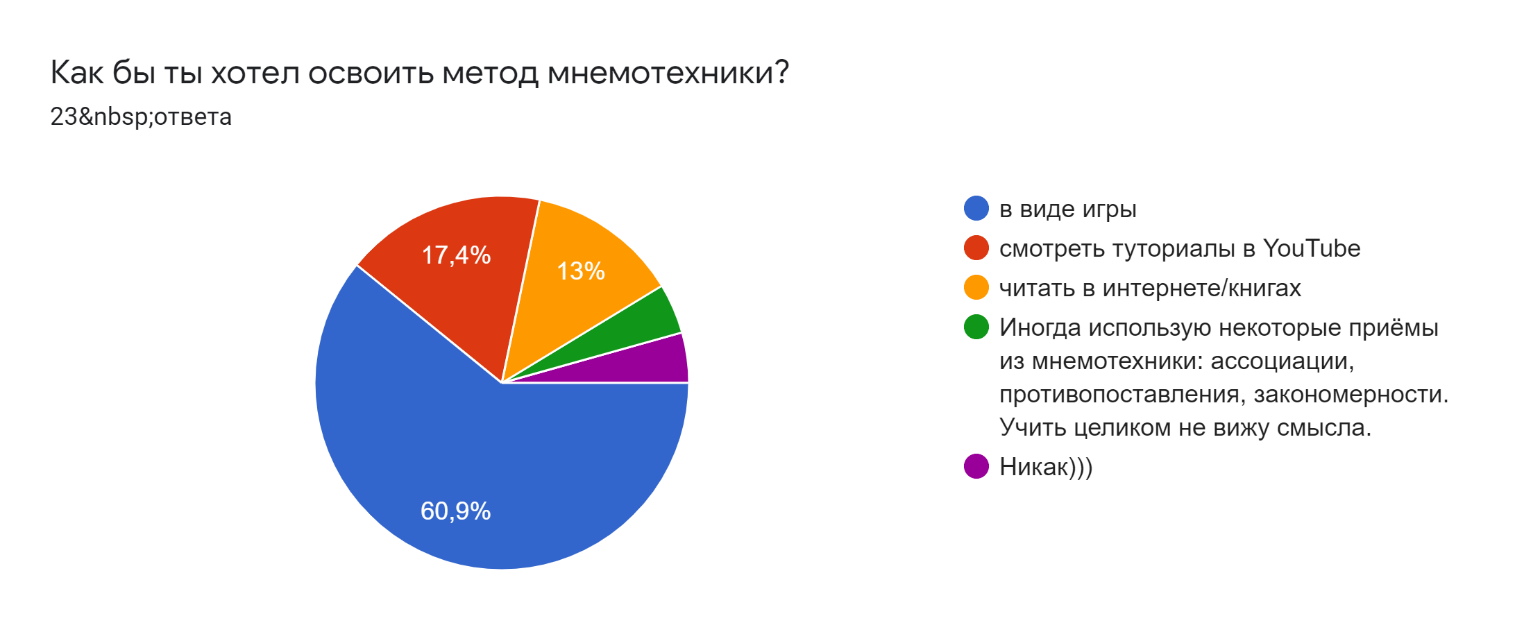 Как бы ты хотел освоить метод мнемотехники?
23&nbsp;ответа
17,4%
13%
60,9%
в виде игры
смотреть туториалы в YouTube
читать в интернете/книгах
Иногда использую некоторые приёмы
из мнемотехники: ассоциации,
противопоставления, закономерности.
Учить целиком не вижу смысла.
Никак)))